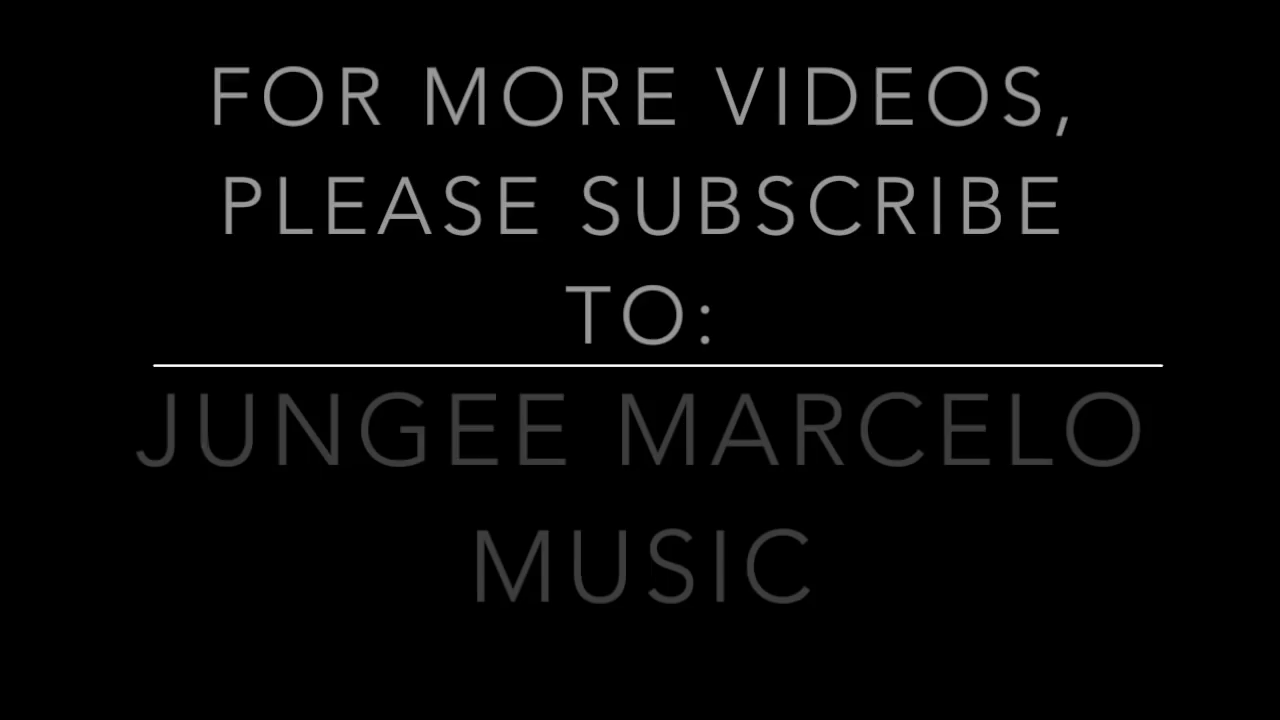 FOR MORE VIDEOS,
PLEASE SUBSCRIBE
TO:
JUNGEE MARCELO
MUSIC